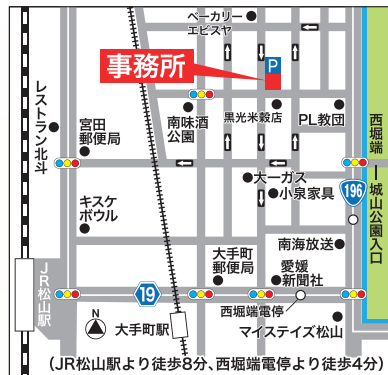 ベーカリー
エピスヤ
P
事務所
南味酒
公園
黒光米穀店
PL教団
レストラン北斗
宮田
郵便局
西堀端
城山公園入口
大一ガス
小泉家具
196
キスケ
ボウル
南海放送
大手町
郵便局
愛媛
新聞社
JR松山駅
19
西堀端電停
N
大手町駅
マイステイズ松山
(JR松山駅より徒歩8分、西堀端電停より徒歩4分)